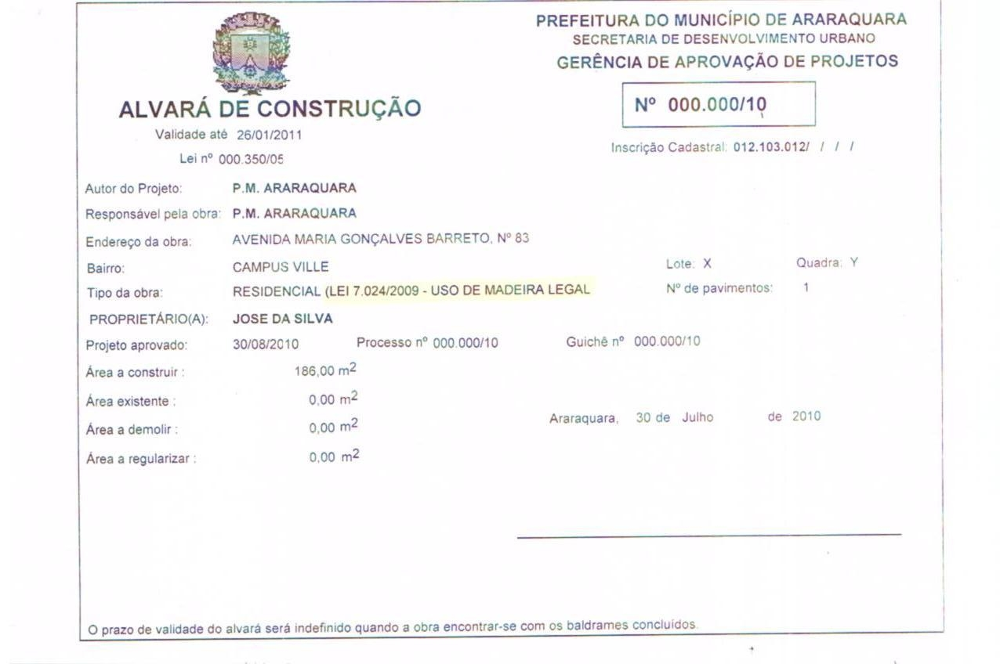 PREFEITURA DO MUNICÍPIO DE ARARAQUARA
SECRETARIA DE DESENVOLVIMENTO URBANO
GERÊNCIA DE APROVAÇÃO DE PROJETOS
ALVARÁ DE CONSTRUÇÃO
Nº 000.000/10
Validade até 26/01/2011
Inscrição Cadastral: 012.103.012/ / / /
Lei nº 000.350/05
Autor do Projeto: P.M. ARARAQUARA
Responsável pela obra: P.M. ARARAQUARA
Endereço da obra: AVENIDA MARIA GONÇALVES BARRETO, Nº 83
Bairro: CAMPUS VILLE Lote: X Quadra: Y
Tipo da obra: RESIDENCIAL (LEI 7.024/2009 - USO DE MADEIRA LEGAL Nº de pavimentos: 1
PROPRIETÁRIO(A): JOSE DA SILVA
Projeto aprovado: 30/08/2010 Processo nº 000.000/10 Guichê nº 000.000/10
Área a construir : 186,00 m2
Área existente : 0,00 m2
Área a demolir : 0,00 m2
Araraquara, 30 de Julho de 2010
Área a regularizar : 0,00 m2
O prazo de validade do alvará será indefinido quando a obra encontrar-se com os baldrames concluídos.